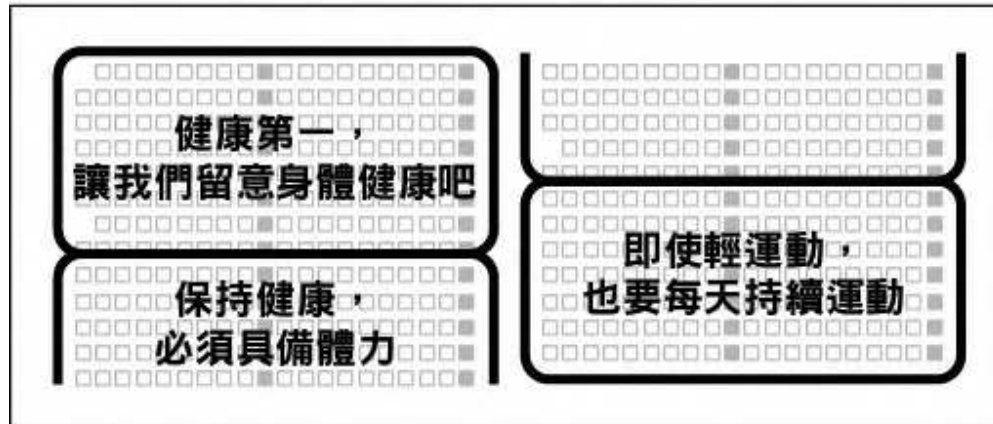 健康第一，
讓我們留意身體健康吧
保持健康，
必須具備體力
即使輕運動，
也要每天持續運動